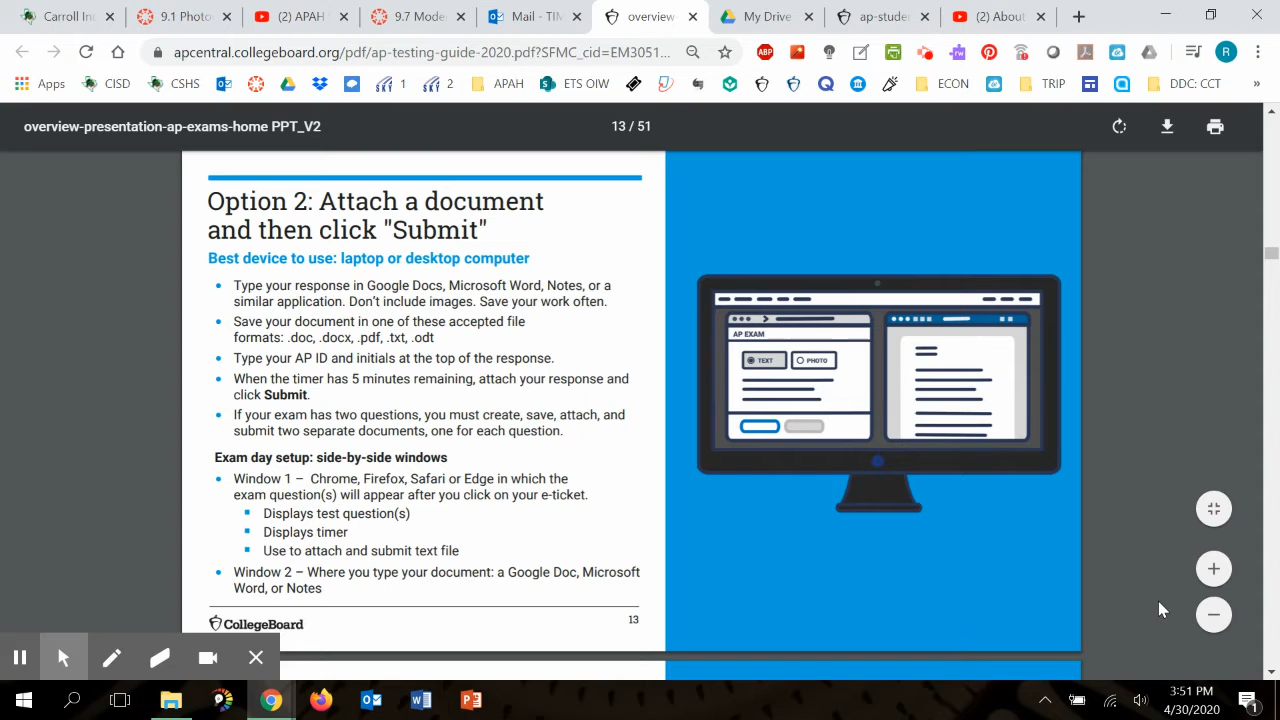 Carroll Inc
9.1 Photo
(2) APAH
9.7 Mode
Mail - TIM
overview
My Drive
ap-stude
(2) About
apcentral.collegeboard.org/pdf/ap-testing-guide-2020.pdf?SFMC_cid=EM3051...
ABP
rw
R
Apps
CISD
CSHS
1
2
APAH
ETS OIW
ECON
TRIP
DDC: CCT
»
overview-presentation-ap-exams-home PPT_V2
13 / 51
Option 2: Attach a document
and then click "Submit"
Best device to use: laptop or desktop computer
• Type your response in Google Docs, Microsoft Word, Notes, or a
similar application. Don't include images. Save your work often.
• Save your document in one of these accepted file
formats: .doc, .docx, .pdf, .txt, .odt
• Type your AP ID and initials at the top of the response.
• When the timer has 5 minutes remaining, attach your response and
click Submit.
• If your exam has two questions, you must create, save, attach, and
submit two separate documents, one for each question.
Exam day setup: side-by-side windows
• Window 1 – Chrome, Firefox, Safari or Edge in which the
exam question(s) will appear after you click on your e-ticket.
▪ Displays test question(s)
▪ Displays timer
▪ Use to attach and submit text file
• Window 2 – Where you type your document: a Google Doc, Microsoft
Word, or Notes
CollegeBoard
13
AP EXAM
TEXT
PHOTO
3:51 PM
4/30/2020
1